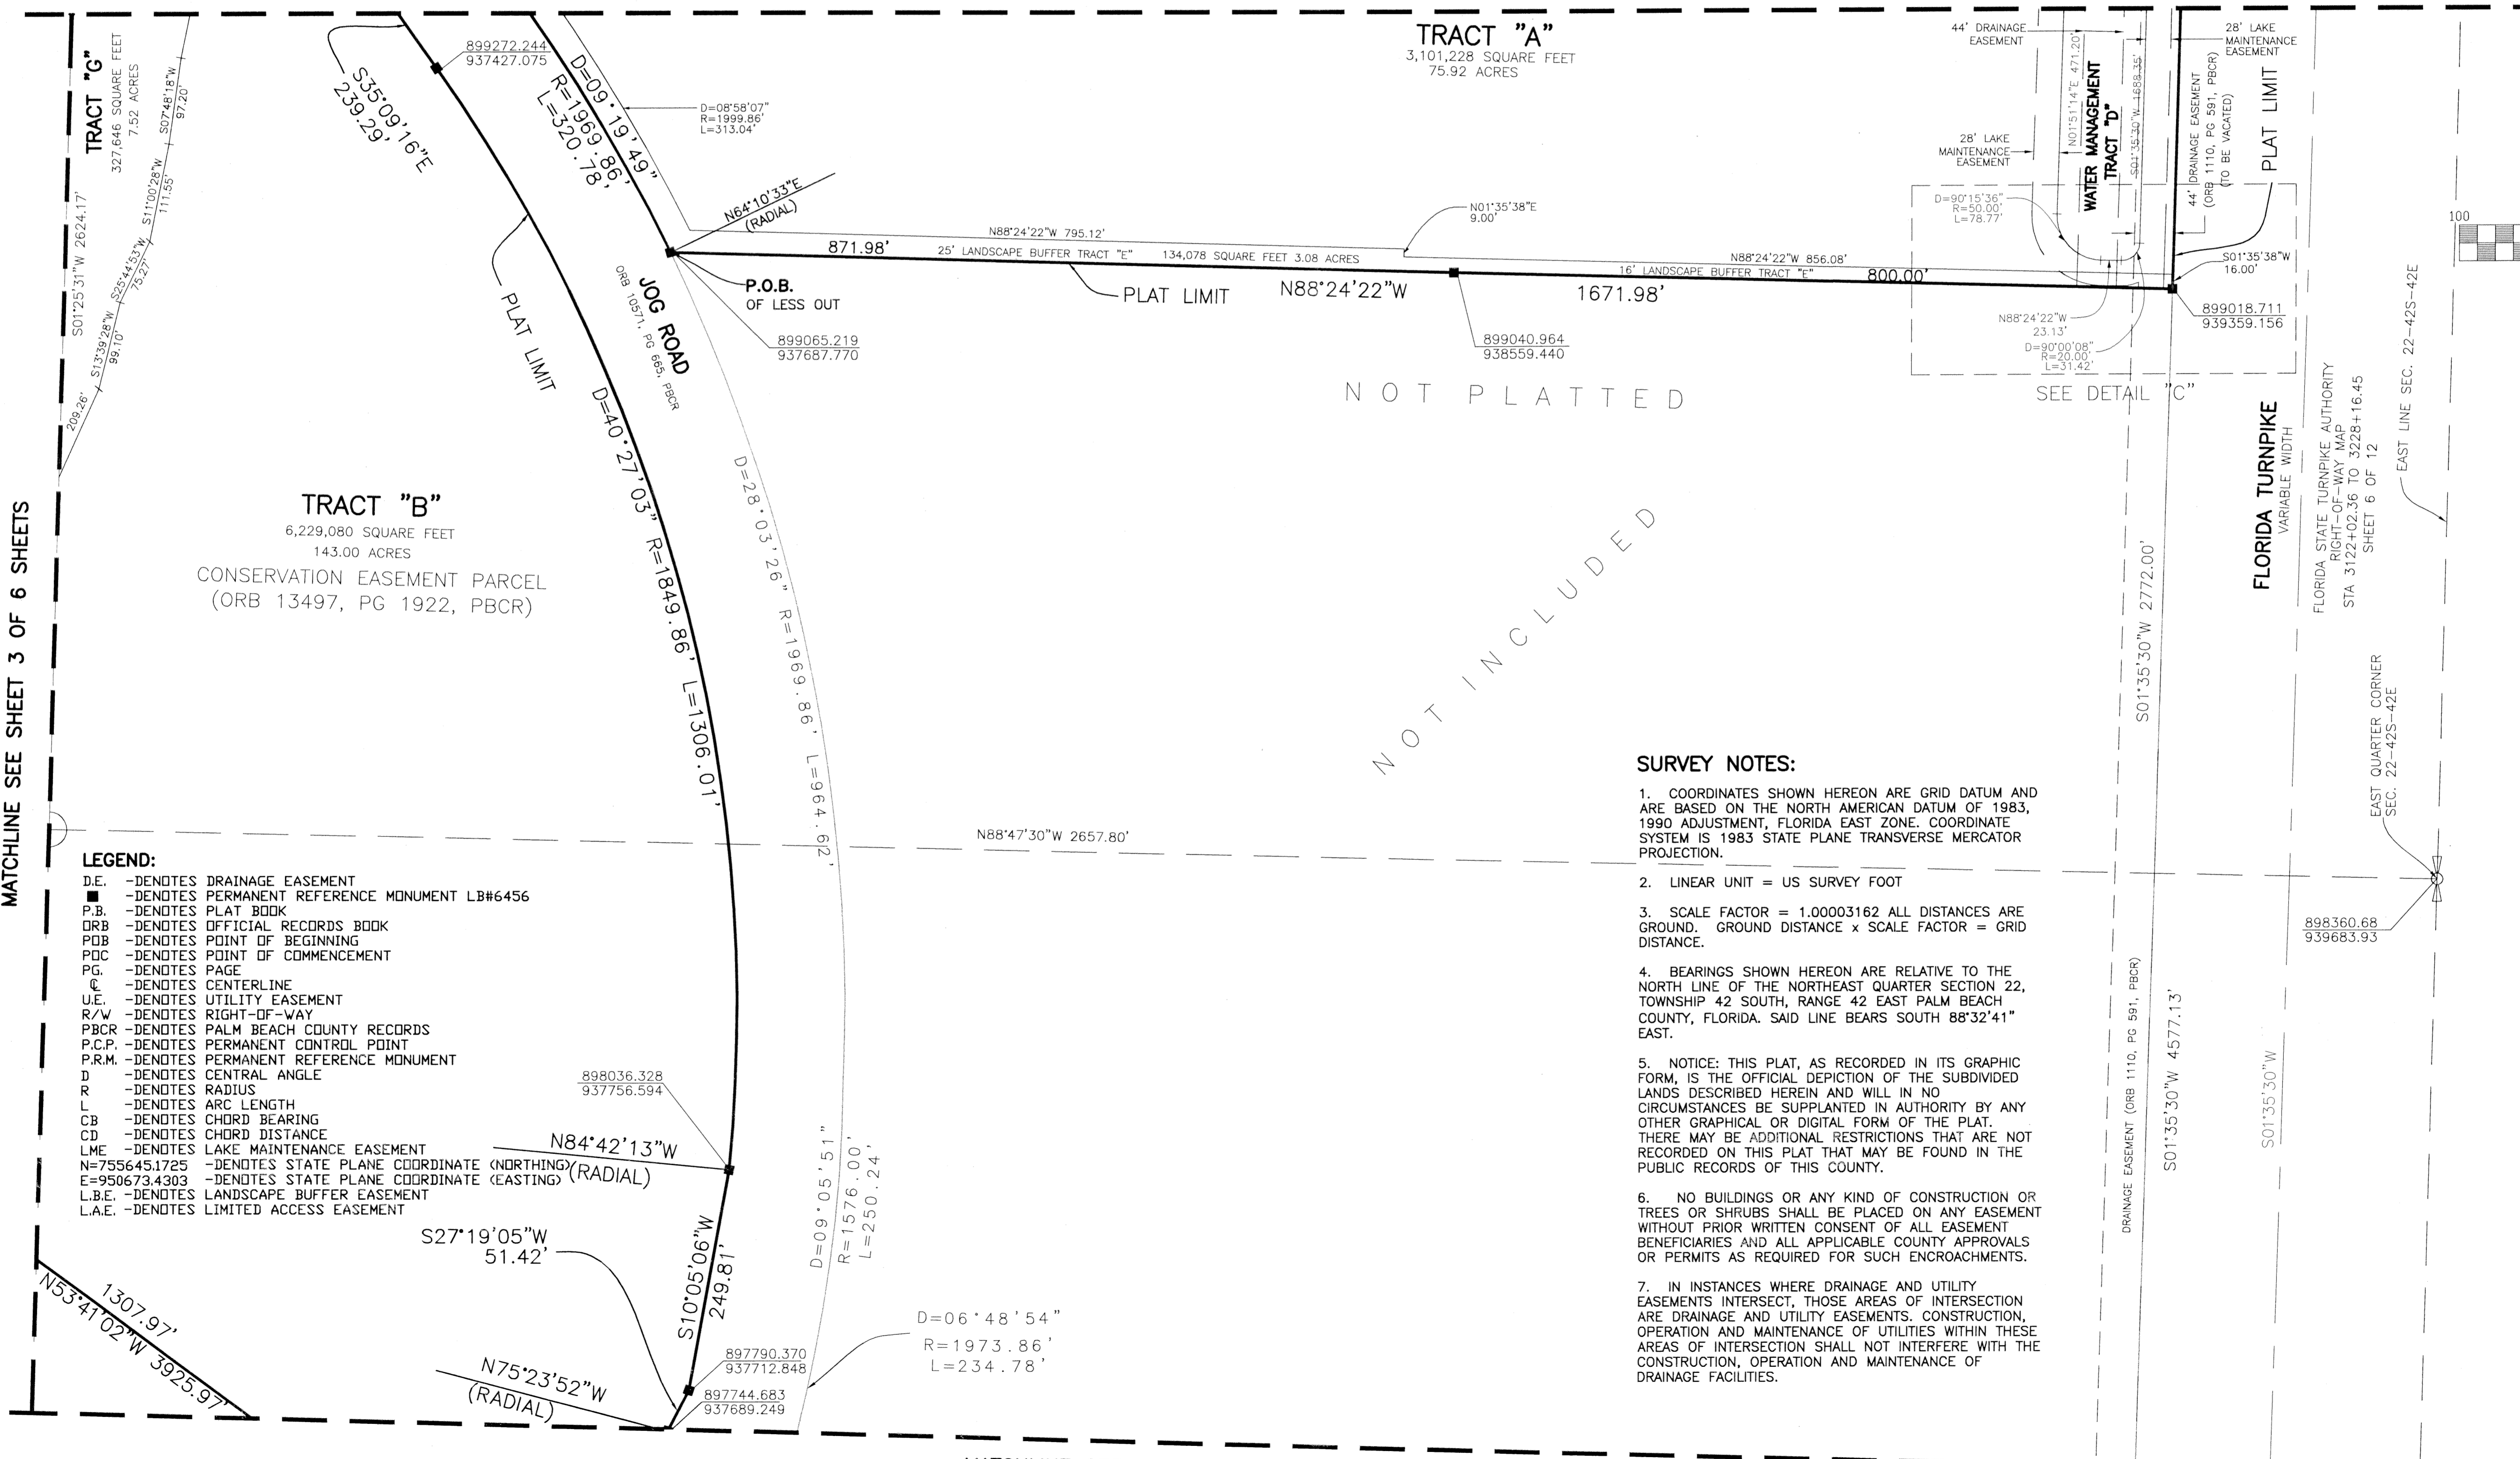 TRACT "G"
327,646 SQUARE FEET
7.52 ACRES
S07°48'18"W
97.20'
S11°00'28"W
111.55'
S25°44'53"W
75.27'
S13°39'28"W
99.10'
209.26'
S01°25'31"W 2624.17'
MATCHLINE SEE SHEET 3 OF 6 SHEETS
S35°09'16"E
239.29'
899272.244
937427.075
D=09°19'49"
R=1969.86'
L=320.78'
D=08°58'07"
R=1999.86'
L=313.04'
TRACT "A"
3,101,228 SQUARE FEET
75.92 ACRES
N64°10'33"E
(RADIAL)
N88°24'22"W 795.12'
N01°35'38"E
9.00'
871.98'
25' LANDSCAPE BUFFER TRACT "E"
134,078 SQUARE FEET 3.08 ACRES
N88°24'22"W 856.08'
16' LANDSCAPE BUFFER TRACT "E"
800.00'
PLAT LIMIT
N88°24'22"W
1671.98'
P.O.B.
OF LESS OUT
899065.219
937687.770
899040.964
938559.440
JOG ROAD
ORB 10571, PG 665, PBCR
PLAT LIMIT
44' DRAINAGE
EASEMENT
N01°51'14"E 471.20'
WATER MANAGEMENT
TRACT "D"
S01°35'30"W 1688.35'
28' LAKE
MAINTENANCE
EASEMENT
28' LAKE
MAINTENANCE
EASEMENT
44' DRAINAGE EASEMENT
(ORB 1110, PG 591, PBCR)
(TO BE VACATED)
PLAT LIMIT
D=90°15'36"
R=50.00'
L=78.77'
S01°35'38"W
16.00'
899018.711
939359.156
N88°24'22"W
23.13'
D=90°00'08"
R=20.00'
L=31.42'
SEE DETAIL "C"
100
NOT PLATTED
NOT INCLUDED
FLORIDA TURNPIKE
VARIABLE WIDTH
FLORIDA STATE TURNPIKE AUTHORITY
RIGHT-OF-WAY MAP
STA 3122+02.36 TO 3228+16.45
SHEET 6 OF 12
EAST LINE SEC. 22-42S-42E
S01°35'30"W 2772.00'
EAST QUARTER CORNER
SEC. 22-42S-42E
898360.68
939683.93
DRAINAGE EASEMENT (ORB 1110, PG 591, PBCR)
S01°35'30"W 4577.13'
S01°35'30"W
TRACT "B"
6,229,080 SQUARE FEET
143.00 ACRES
CONSERVATION EASEMENT PARCEL
(ORB 13497, PG 1922, PBCR)
D=40°27'03" R=1849.86' L=1306.01'
D=28°03'26" R=1969.86' L=964.62'
N88°47'30"W 2657.80'
LEGEND:
D.E. -DENOTES DRAINAGE EASEMENT
■ -DENOTES PERMANENT REFERENCE MONUMENT LB#6456
P.B. -DENOTES PLAT BOOK
ORB -DENOTES OFFICIAL RECORDS BOOK
POB -DENOTES POINT OF BEGINNING
POC -DENOTES POINT OF COMMENCEMENT
PG. -DENOTES PAGE
℄ -DENOTES CENTERLINE
U.E. -DENOTES UTILITY EASEMENT
R/W -DENOTES RIGHT-OF-WAY
PBCR -DENOTES PALM BEACH COUNTY RECORDS
P.C.P. -DENOTES PERMANENT CONTROL POINT
P.R.M. -DENOTES PERMANENT REFERENCE MONUMENT
D -DENOTES CENTRAL ANGLE
R -DENOTES RADIUS
L -DENOTES ARC LENGTH
CB -DENOTES CHORD BEARING
CD -DENOTES CHORD DISTANCE
LME -DENOTES LAKE MAINTENANCE EASEMENT
N=755645.1725 -DENOTES STATE PLANE COORDINATE (NORTHING)
E=950673.4303 -DENOTES STATE PLANE COORDINATE (EASTING)
L.B.E. -DENOTES LANDSCAPE BUFFER EASEMENT
L.A.E. -DENOTES LIMITED ACCESS EASEMENT
898036.328
937756.594
N84°42'13"W
(RADIAL)
S27°19'05"W
51.42'
S10°05'06"W
249.81'
D=09°05'51"
R=1576.00'
L=250.24'
D=06°48'54"
R=1973.86'
L=234.78'
897790.370
937712.848
897744.683
937689.249
N75°23'52"W
(RADIAL)
1307.97'
N53°41'02"W 3925.97'
SURVEY NOTES:
1. COORDINATES SHOWN HEREON ARE GRID DATUM AND
ARE BASED ON THE NORTH AMERICAN DATUM OF 1983,
1990 ADJUSTMENT, FLORIDA EAST ZONE. COORDINATE
SYSTEM IS 1983 STATE PLANE TRANSVERSE MERCATOR
PROJECTION.
2. LINEAR UNIT = US SURVEY FOOT
3. SCALE FACTOR = 1.00003162 ALL DISTANCES ARE
GROUND. GROUND DISTANCE x SCALE FACTOR = GRID
DISTANCE.
4. BEARINGS SHOWN HEREON ARE RELATIVE TO THE
NORTH LINE OF THE NORTHEAST QUARTER SECTION 22,
TOWNSHIP 42 SOUTH, RANGE 42 EAST PALM BEACH
COUNTY, FLORIDA. SAID LINE BEARS SOUTH 88°32'41"
EAST.
5. NOTICE: THIS PLAT, AS RECORDED IN ITS GRAPHIC
FORM, IS THE OFFICIAL DEPICTION OF THE SUBDIVIDED
LANDS DESCRIBED HEREIN AND WILL IN NO
CIRCUMSTANCES BE SUPPLANTED IN AUTHORITY BY ANY
OTHER GRAPHICAL OR DIGITAL FORM OF THE PLAT.
THERE MAY BE ADDITIONAL RESTRICTIONS THAT ARE NOT
RECORDED ON THIS PLAT THAT MAY BE FOUND IN THE
PUBLIC RECORDS OF THIS COUNTY.
6. NO BUILDINGS OR ANY KIND OF CONSTRUCTION OR
TREES OR SHRUBS SHALL BE PLACED ON ANY EASEMENT
WITHOUT PRIOR WRITTEN CONSENT OF ALL EASEMENT
BENEFICIARIES AND ALL APPLICABLE COUNTY APPROVALS
OR PERMITS AS REQUIRED FOR SUCH ENCROACHMENTS.
7. IN INSTANCES WHERE DRAINAGE AND UTILITY
EASEMENTS INTERSECT, THOSE AREAS OF INTERSECTION
ARE DRAINAGE AND UTILITY EASEMENTS. CONSTRUCTION,
OPERATION AND MAINTENANCE OF UTILITIES WITHIN THESE
AREAS OF INTERSECTION SHALL NOT INTERFERE WITH THE
CONSTRUCTION, OPERATION AND MAINTENANCE OF
DRAINAGE FACILITIES.